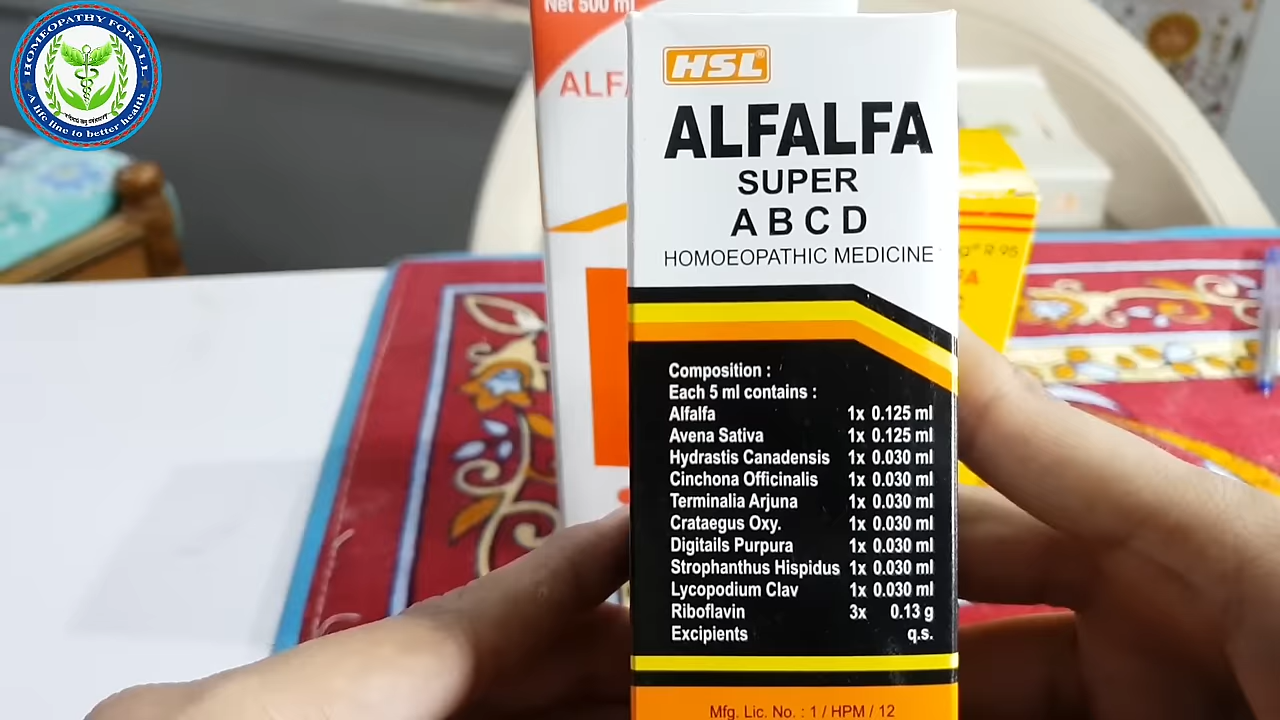 HOMEOPATHY FOR ALL
A life line to better health
Net 500 ml
ALF
HSL
ALFALFA
SUPER
A B C D
HOMOEOPATHIC MEDICINE
Composition :
Each 5 ml contains :
Alfalfa 1x 0.125 ml
Avena Sativa 1x 0.125 ml
Hydrastis Canadensis 1x 0.030 ml
Cinchona Officinalis 1x 0.030 ml
Terminalia Arjuna 1x 0.030 ml
Crataegus Oxy. 1x 0.030 ml
Digitails Purpura 1x 0.030 ml
Strophanthus Hispidus 1x 0.030 ml
Lycopodium Clav 1x 0.030 ml
Riboflavin 3x 0.13 g
Excipients q.s.
Mfg. Lic. No. : 1 / HPM / 12
R 95